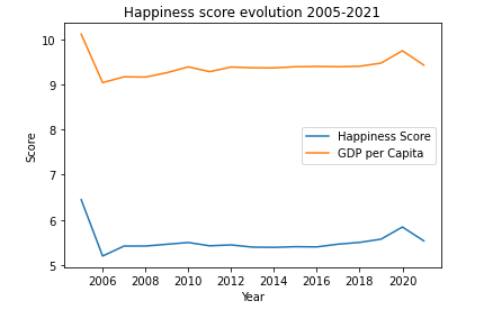 Happiness score evolution 2005-2021
10
9
8
7
6
5
Score
Happiness Score
GDP per Capita
2006 2008 2010 2012 2014 2016 2018 2020
Year